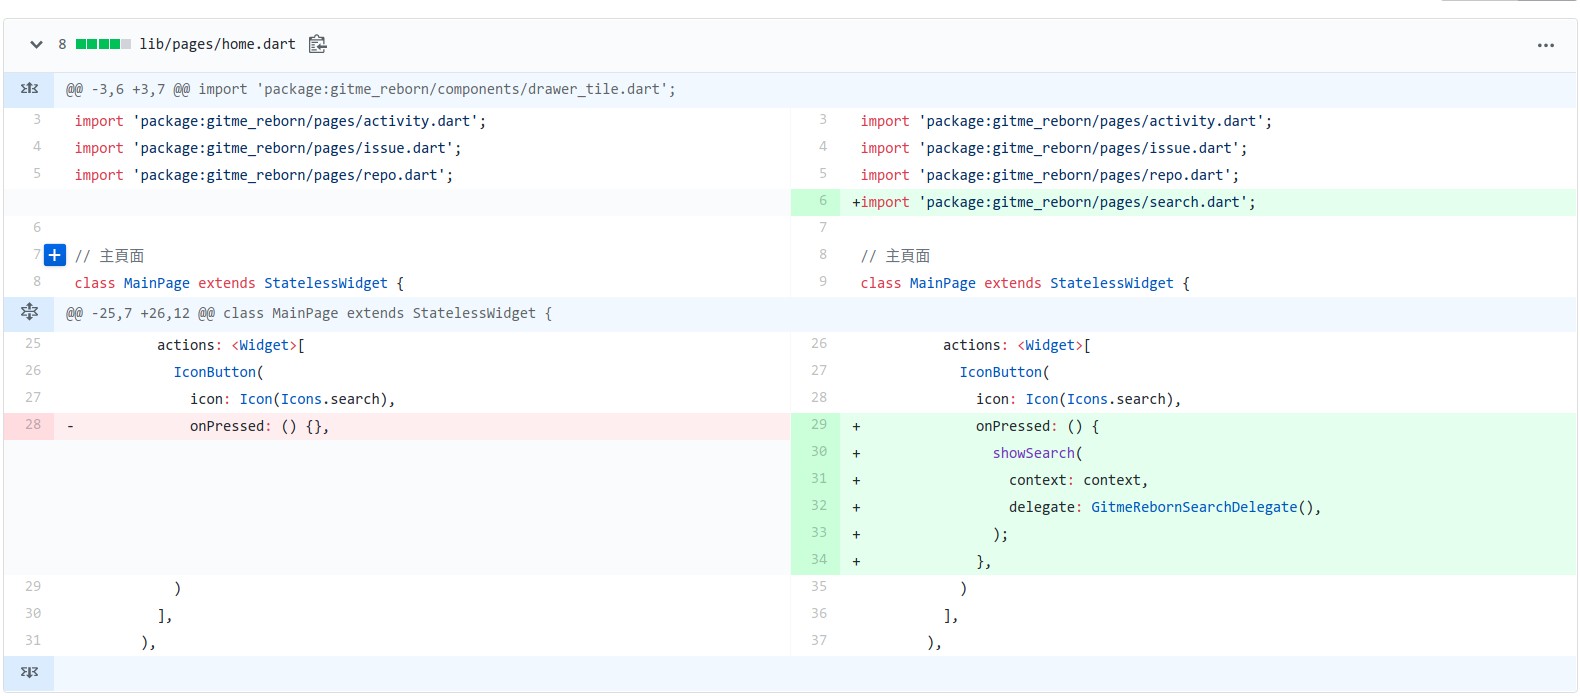 8 lib/pages/home.dart
@@ -3,6 +3,7 @@ import 'package:gitme_reborn/components/drawer_tile.dart';
3 import 'package:gitme_reborn/pages/activity.dart'; 3 import 'package:gitme_reborn/pages/activity.dart';
4 import 'package:gitme_reborn/pages/issue.dart'; 4 import 'package:gitme_reborn/pages/issue.dart';
5 import 'package:gitme_reborn/pages/repo.dart'; 5 import 'package:gitme_reborn/pages/repo.dart';
6 +import 'package:gitme_reborn/pages/search.dart';
6 7
7 // 主頁面 8 // 主頁面
8 class MainPage extends StatelessWidget { 9 class MainPage extends StatelessWidget {
@@ -25,7 +26,12 @@ class MainPage extends StatelessWidget {
25 actions: <Widget>[ 26 actions: <Widget>[
26 IconButton( 27 IconButton(
27 icon: Icon(Icons.search), 28 icon: Icon(Icons.search),
28 - onPressed: () {}, 29 + onPressed: () {
30 + showSearch(
31 + context: context,
32 + delegate: GitmeRebornSearchDelegate(),
33 + );
34 + },
29 ) 35 )
30 ], 36 ],
31 ), 37 ),